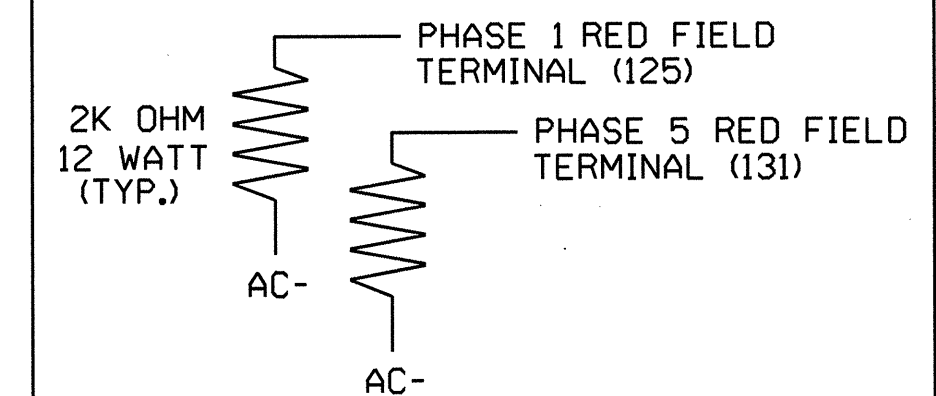 PHASE 1 RED FIELD
TERMINAL (125)
2K OHM
12 WATT
(TYP.)
PHASE 5 RED FIELD
TERMINAL (131)
AC-
AC-